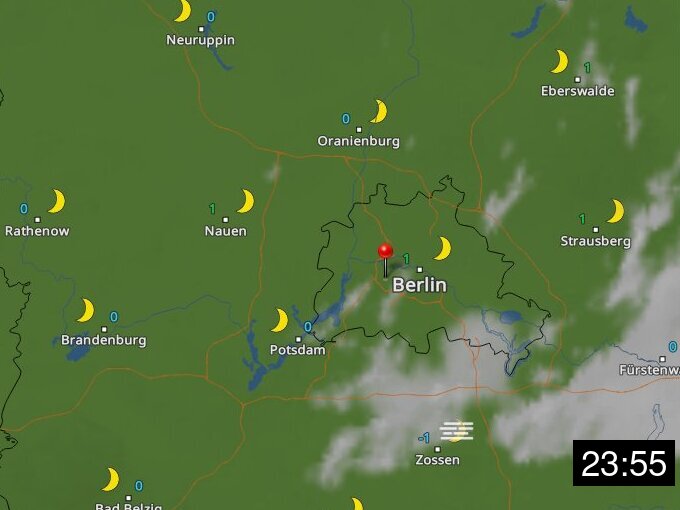 0
Neuruppin
1
Eberswalde
0
Oranienburg
0
Rathenow
1
Nauen
1
Strausberg
1
Berlin
0
Brandenburg
0
Potsdam
0
Fürstenwa
-1
Zossen
23:55
0
Bad Belzig